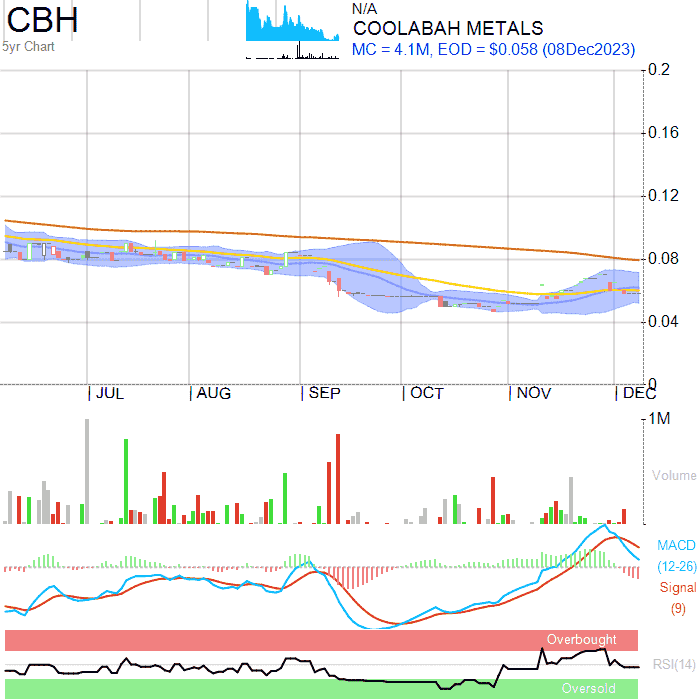 CBH
5yr Chart
N/A
COOLABAH METALS
MC = 4.1M, EOD = $0.058 (08Dec2023)
0.2
0.16
0.12
0.08
0.04
0
JUL AUG SEP OCT NOV DEC
1M
Volume
MACD
(12-26)
Signal
(9)
Overbought
RSI(14)
Oversold